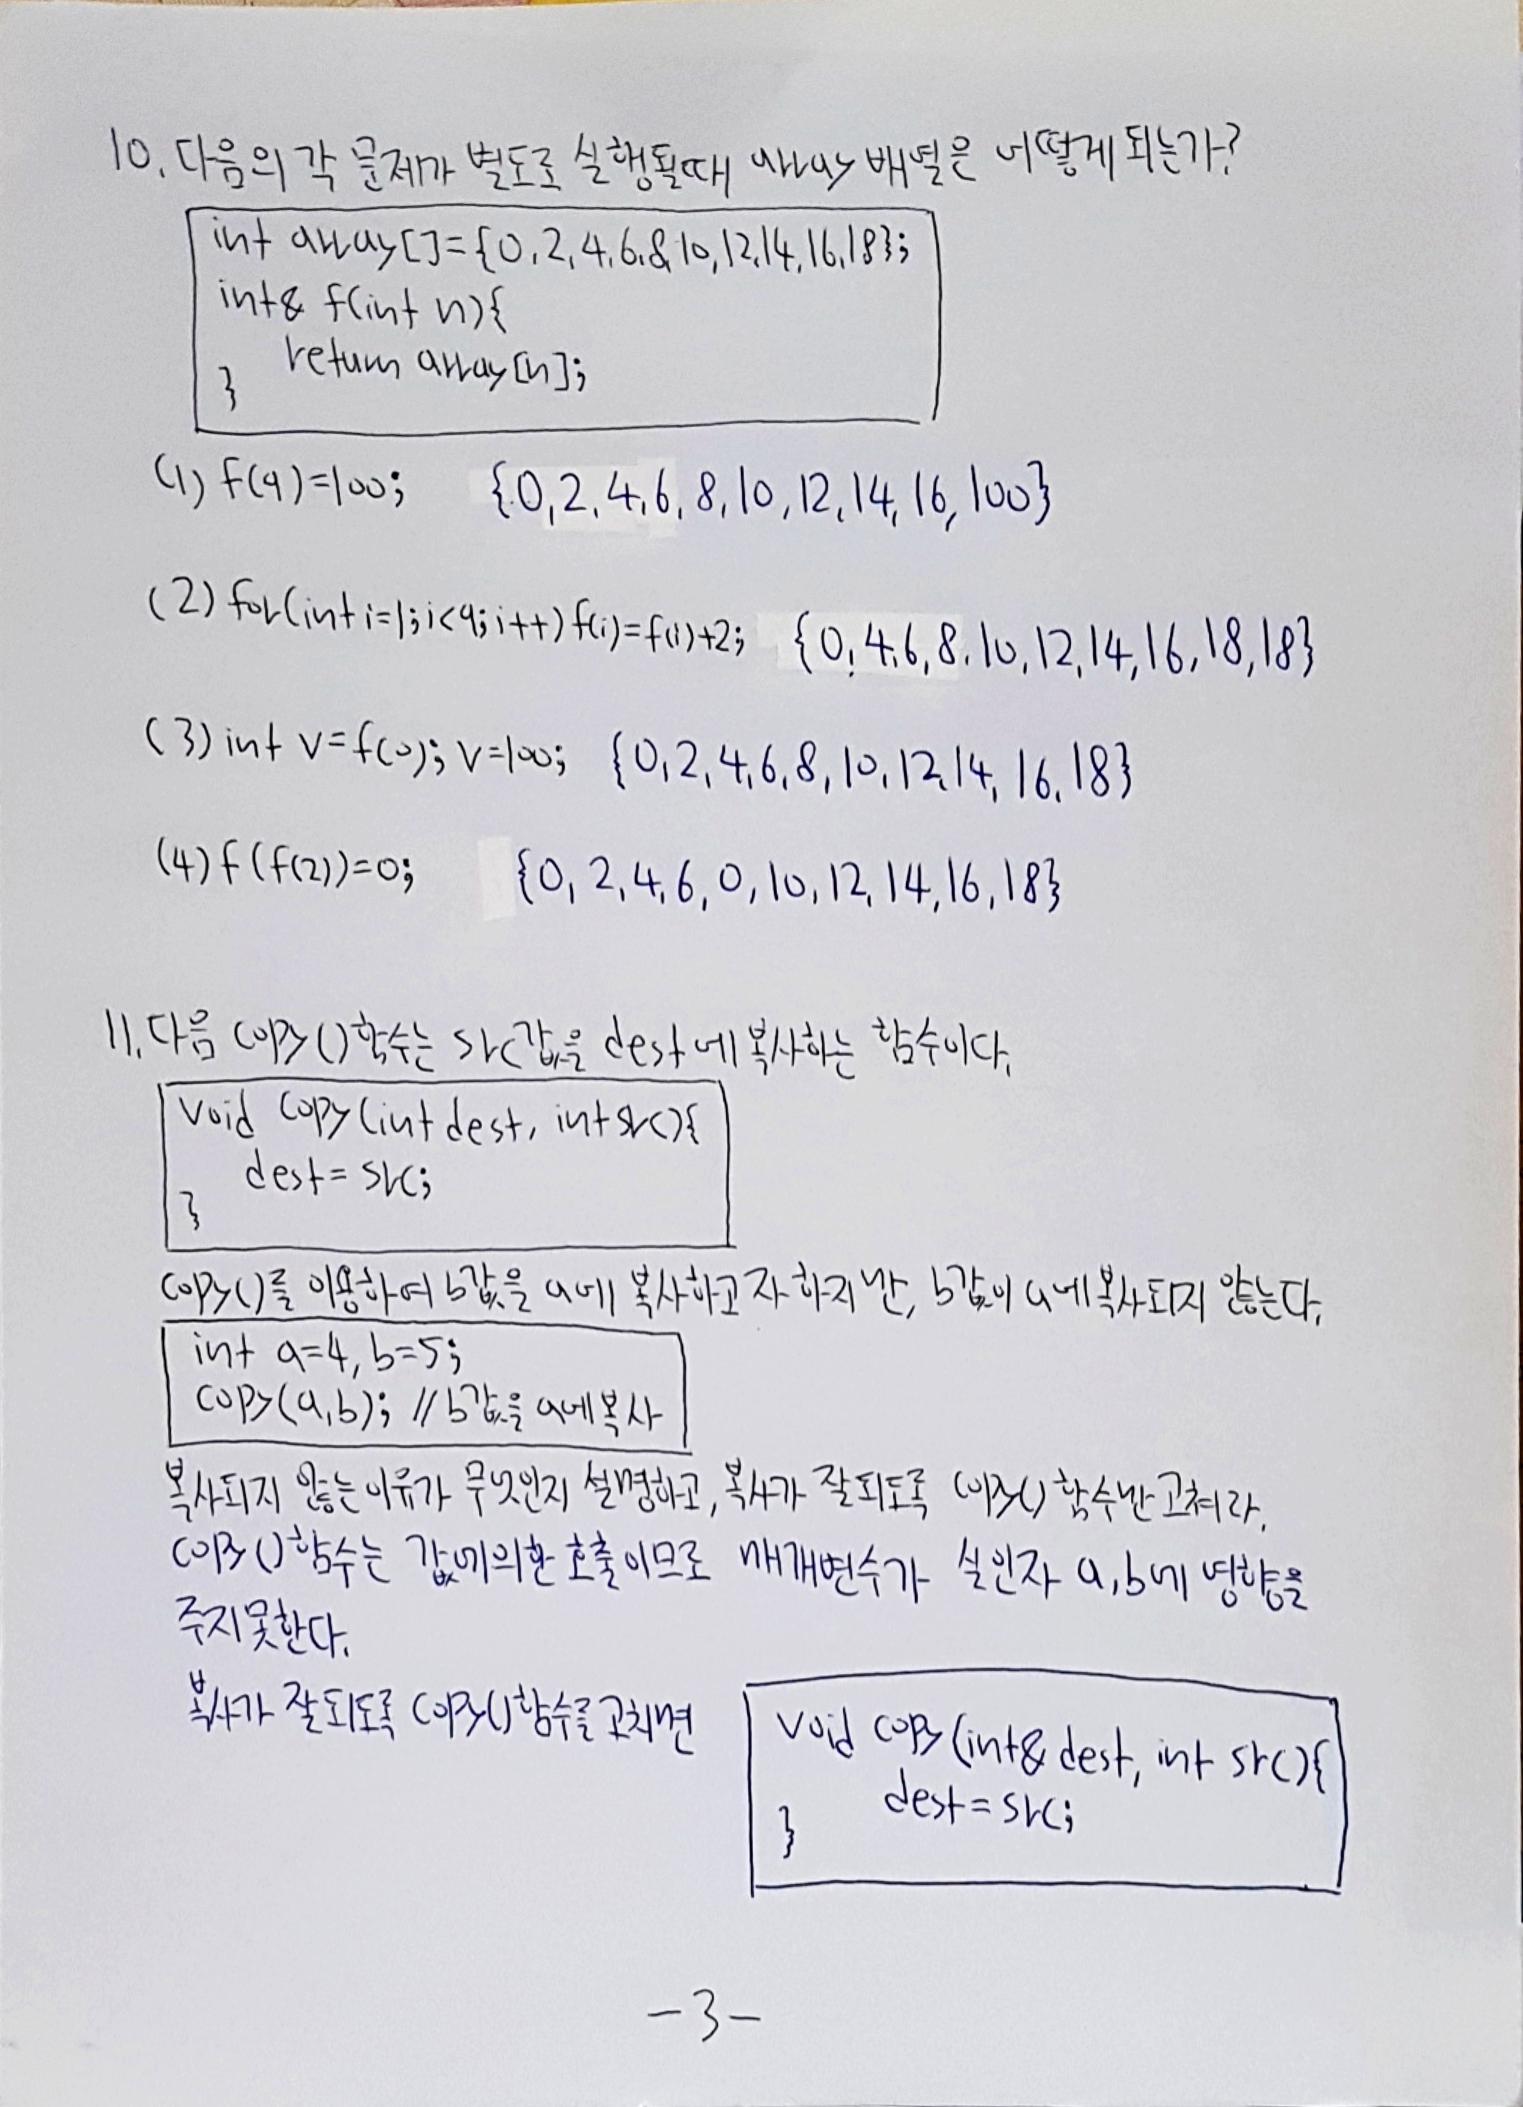 10. 다음의 각 문제가 별도로 실행될때 array 배열은 어떻게 되는가?
int array[]={0,2,4,6,8,10,12,14,16,18};
int& f(int n){
return array[n];
}
(1) f(9)=100; {0,2,4,6,8,10,12,14,16,100}
(2) for(int i=1;i<9;i++) f(i)=f(i)+2; {0,4,6,8,10,12,14,16,18,18}
(3) int v=f(0); v=100; {0,2,4,6,8,10,12,14,16,18}
(4) f(f(2))=0; {0,2,4,6,0,10,12,14,16,18}
11. 다음 copy()함수는 src값을 dest에 복사하는 함수이다.
void copy(int dest, int src){
dest=src;
}
copy()를 이용하여 b값을 a에 복사하고자 하지만, b값이 a에 복사되지 않는다.
int a=4, b=5;
copy(a,b); //b값을 a에복사
복사되지 않는 이유가 무엇인지 설명하고, 복사가 잘되도록 copy()함수만 고쳐라.
copy()함수는 값에의한 호출이므로 매개변수가 실인자 a,b에 영향을
주지못한다.
복사가 잘되도록 copy()함수를 고치면
void copy(int& dest, int src){
dest=src;
}
-3-